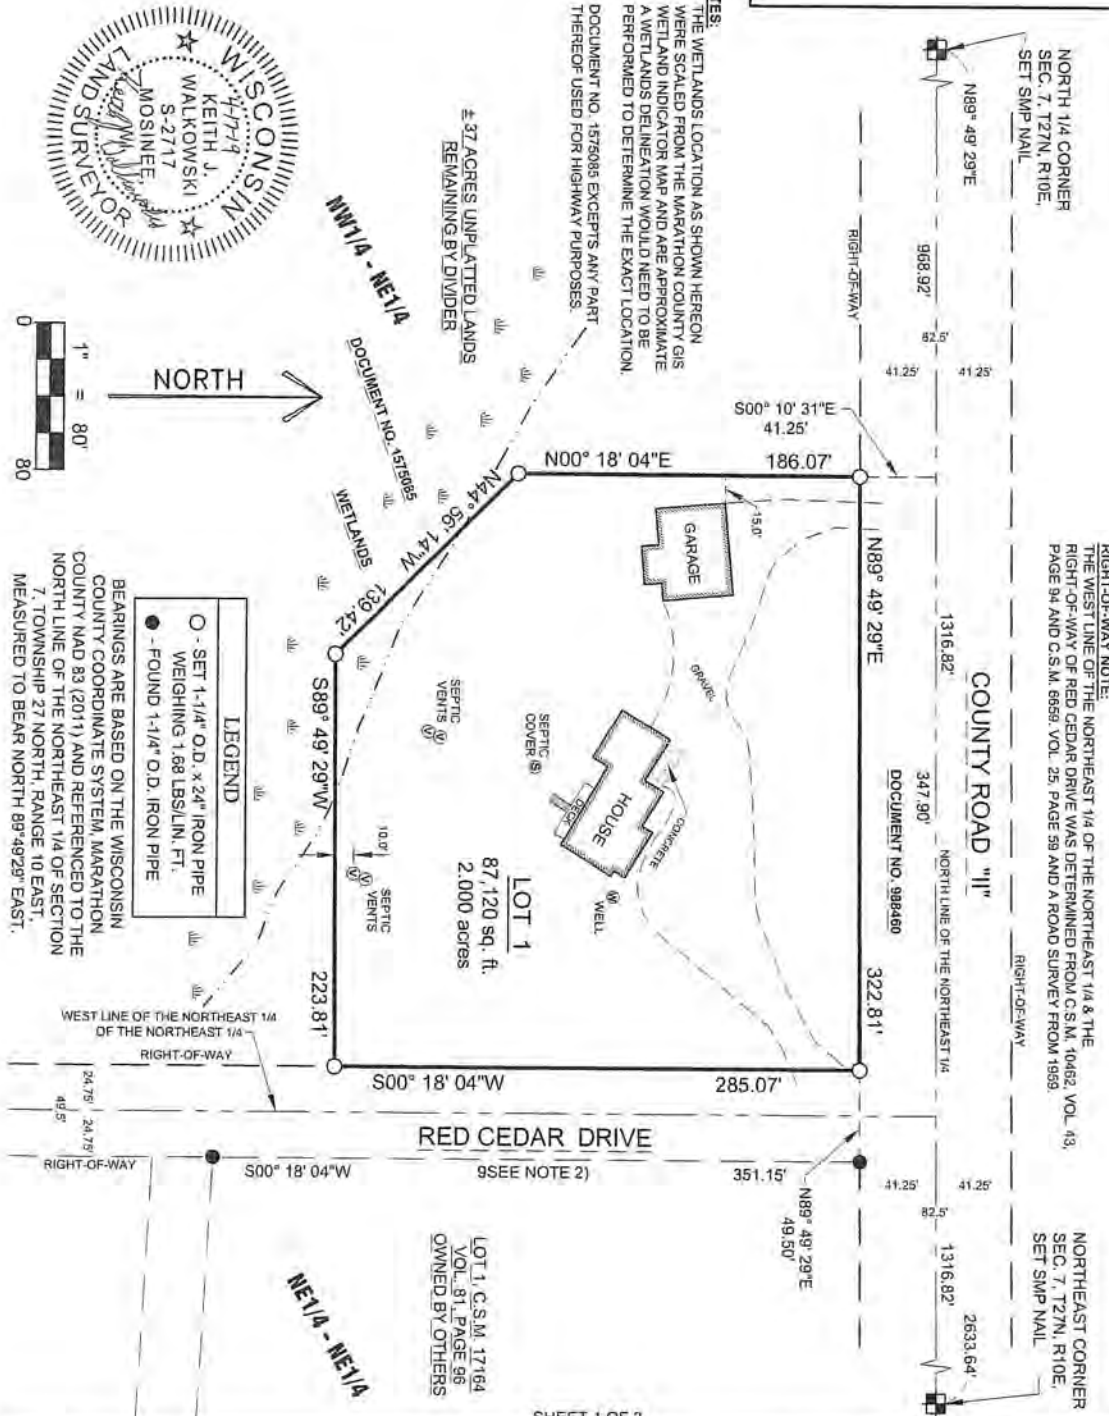 NORTH 1/4 CORNER
SEC. 7, T27N, R10E,
SET SMP NAIL
N89° 49' 29"E
968.92'
82.5'
41.25'
41.25'
RIGHT-OF-WAY
S00° 10' 31"E
41.25'
RIGHT-OF-WAY NOTE:
THE WEST LINE OF THE NORTHEAST 1/4 OF THE NORTHEAST 1/4 & THE
RIGHT-OF-WAY OF RED CEDAR DRIVE WAS DETERMINED FROM C.S.M. 10462, VOL. 43,
PAGE 94 AND C.S.M. 6659, VOL. 25, PAGE 59 AND A ROAD SURVEY FROM 1959.
COUNTY ROAD "II"
RIGHT-OF-WAY
1316.82'
347.90'
NORTH LINE OF THE NORTHEAST 1/4
DOCUMENT NO. 988460
NORTHEAST CORNER
SEC. 7, T27N, R10E,
SET SMP NAIL
2633.64'
1316.82'
41.25'
82.5'
41.25'
N89° 49' 29"E
49.50'
N89° 49' 29"E
322.81'
TES:
THE WETLANDS LOCATION AS SHOWN HEREON
WERE SCALED FROM THE MARATHON COUNTY GIS
WETLAND INDICATOR MAP AND ARE APPROXIMATE.
A WETLANDS DELINEATION WOULD NEED TO BE
PERFORMED TO DETERMINE THE EXACT LOCATION.
DOCUMENT NO. 1575085 EXCEPTS ANY PART
THEREOF USED FOR HIGHWAY PURPOSES.
± 37 ACRES UNPLATTED LANDS
REMAINING BY DIVIDER
NW1/4 - NE1/4
DOCUMENT NO. 1575085
WETLANDS
N00° 18' 04"E
186.07'
N44° 56' 14"W
139.42'
S89° 49' 29"W
223.81'
S00° 18' 04"W
285.07'
15.0'
GARAGE
GRAVEL
HOUSE
DECK
CONCRETE
WELL
W
SEPTIC
COVER S
SEPTIC
VENTS V V
SEPTIC
VENTS
V V
10.0'
LOT 1
87,120 sq. ft.
2.000 acres
WEST LINE OF THE NORTHEAST 1/4
OF THE NORTHEAST 1/4
RIGHT-OF-WAY
24.75'
24.75'
49.5'
RIGHT-OF-WAY
RED CEDAR DRIVE
9SEE NOTE 2)
S00° 18' 04"W
351.15'
LOT 1, C.S.M. 17164
VOL. 81, PAGE 96
OWNED BY OTHERS
NE1/4 - NE1/4
WISCONSIN
4-17-19
KEITH J.
WALKOWSKI
S-2717
MOSINEE,
LAND SURVEYOR
NORTH
1" = 80'
0
80
LEGEND
- SET 1-1/4" O.D. x 24" IRON PIPE
WEIGHING 1.68 LBS/LIN. FT.
- FOUND 1-1/4" O.D. IRON PIPE
BEARINGS ARE BASED ON THE WISCONSIN
COUNTY COORDINATE SYSTEM, MARATHON
COUNTY NAD 83 (2011) AND REFERENCED TO THE
NORTH LINE OF THE NORTHEAST 1/4 OF SECTION
7, TOWNSHIP 27 NORTH, RANGE 10 EAST,
MEASURED TO BEAR NORTH 89°49'29" EAST.